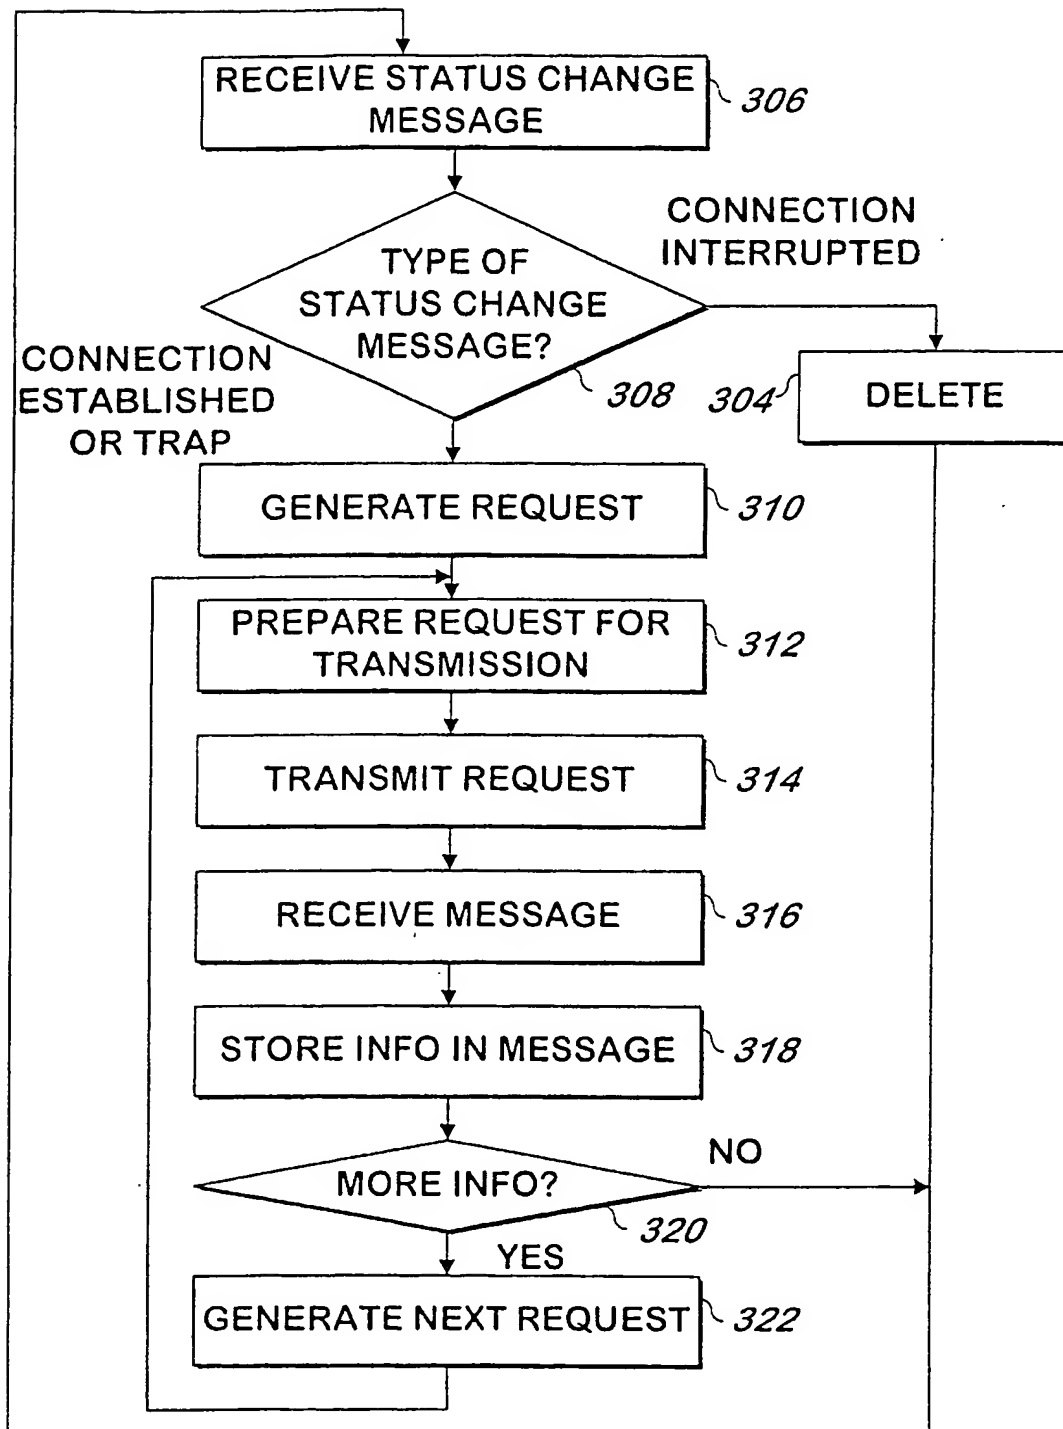 RECEIVE STATUS CHANGE
MESSAGE
306
CONNECTION
INTERRUPTED
TYPE OF
STATUS CHANGE
MESSAGE?
308
CONNECTION
ESTABLISHED
OR TRAP
304
DELETE
GENERATE REQUEST
310
PREPARE REQUEST FOR
TRANSMISSION
312
TRANSMIT REQUEST
314
RECEIVE MESSAGE
316
STORE INFO IN MESSAGE
318
MORE INFO?
NO
320
YES
GENERATE NEXT REQUEST
322